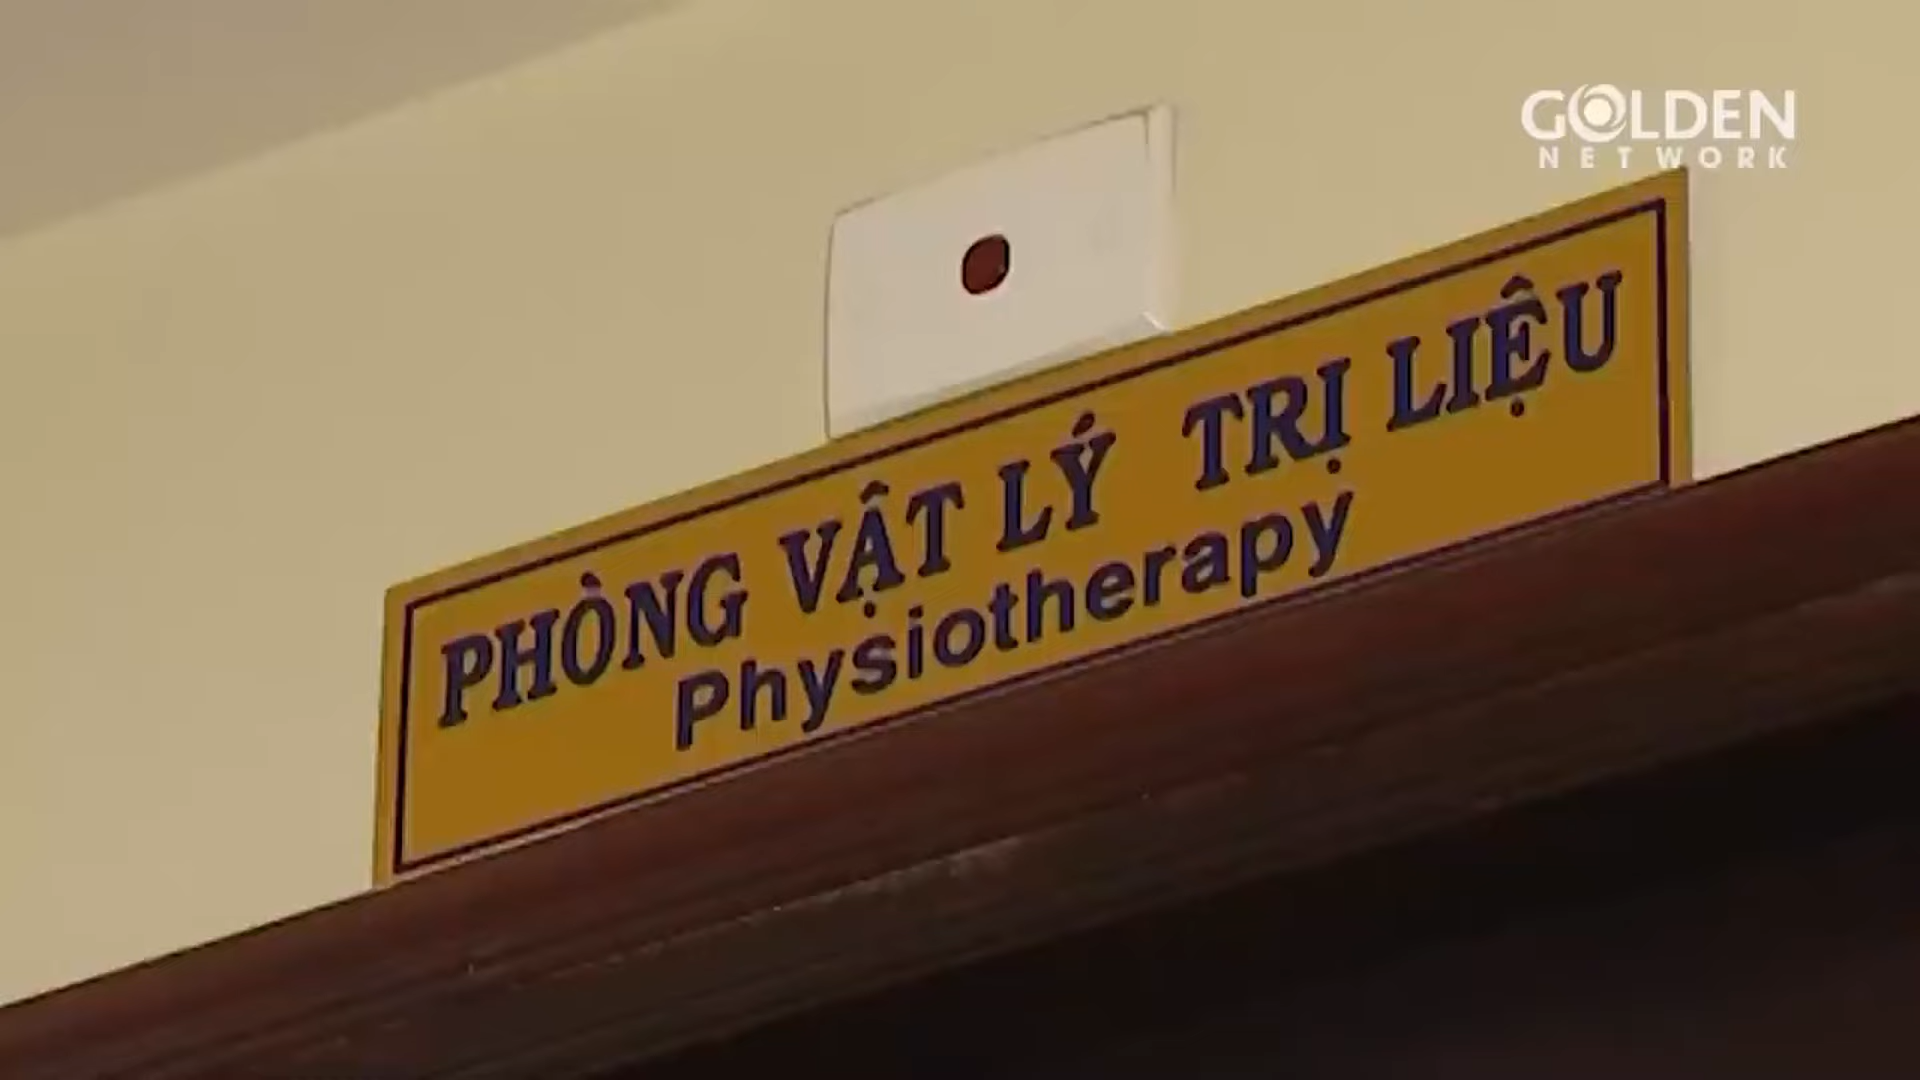 GOLDEN
NETWORK
PHÒNG VẬT LÝ TRỊ LIỆU
Physiotherapy